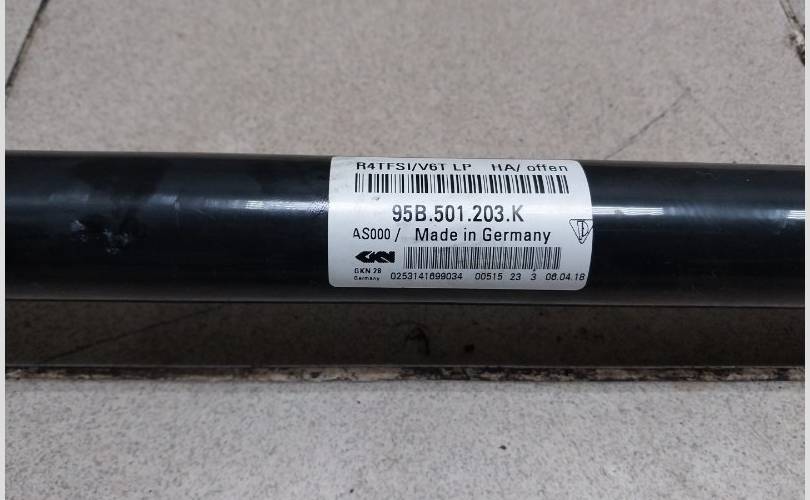 R4TFSI/V6T LP HA/ offen
95B.501.203.K
AS000 / Made in Germany
GKN
GKN 28
Germany
0253141699034 00515 23 3 06.04.18